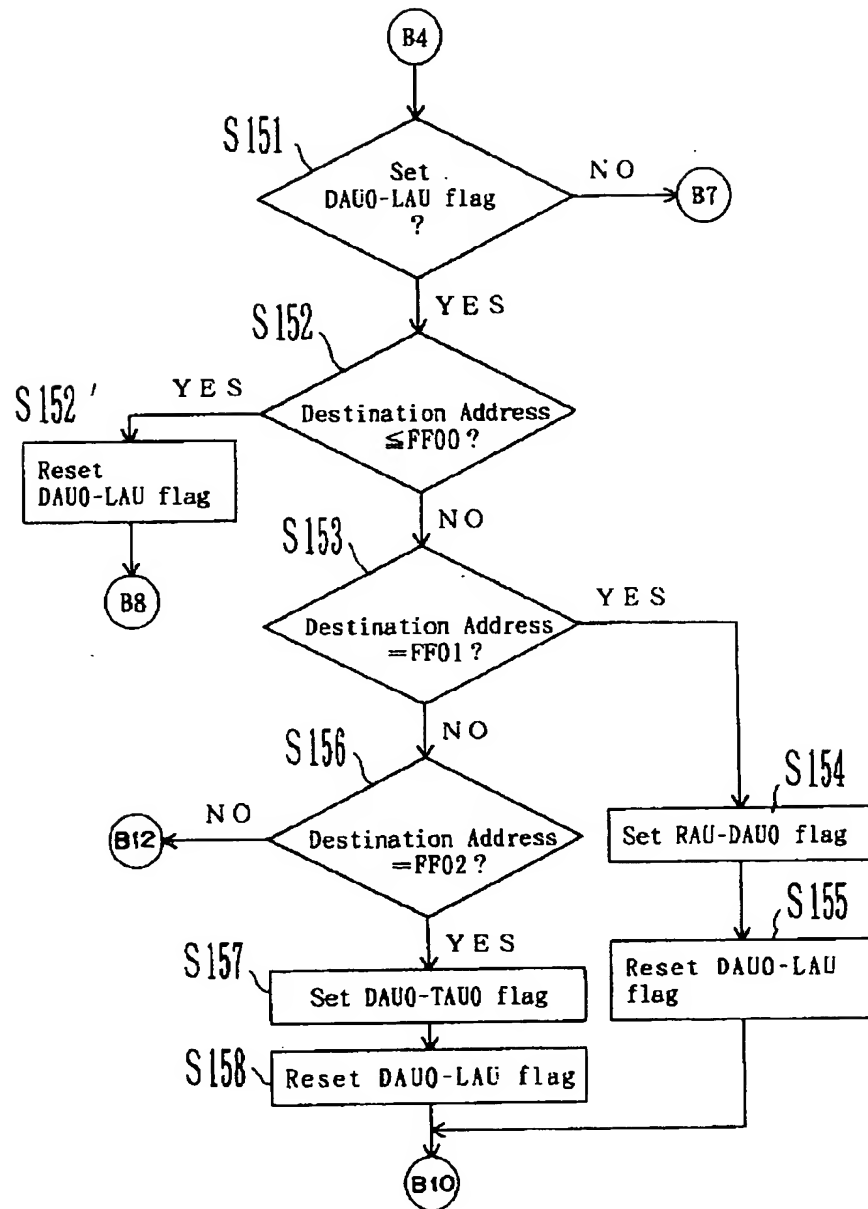 B4
S151
Set
DAU0-LAU flag
?
NO
B7
YES
S152
Destination Address
≦FF00?
YES
S152'
Reset
DAU0-LAU flag
B8
NO
S153
Destination Address
=FF01?
YES
NO
S154
Set RAU-DAU0 flag
S155
Reset DAU0-LAU
flag
S156
Destination Address
=FF02?
NO
B12
YES
S157
Set DAU0-TAU0 flag
S158
Reset DAU0-LAU flag
B10